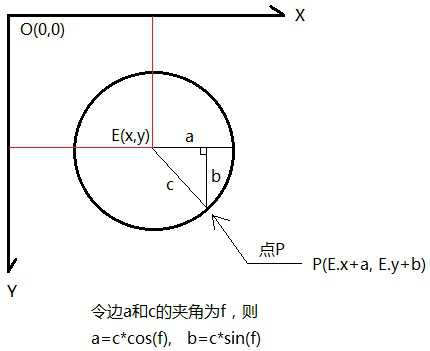 X
O(0,0)
E(x,y)
a
b
c
点P
P(E.x+a, E.y+b)
Y
令边a和c的夹角为f，则
a=c*cos(f),   b=c*sin(f)